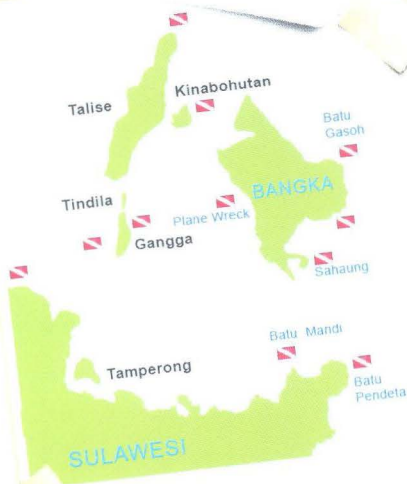 Kinabohutan
Talise
Batu
Gasoh
BANGKA
Tindila
Plane Wreck
Gangga
Sahaung
Batu Mandi
Tamperong
Batu
Pendeta
SULAWESI